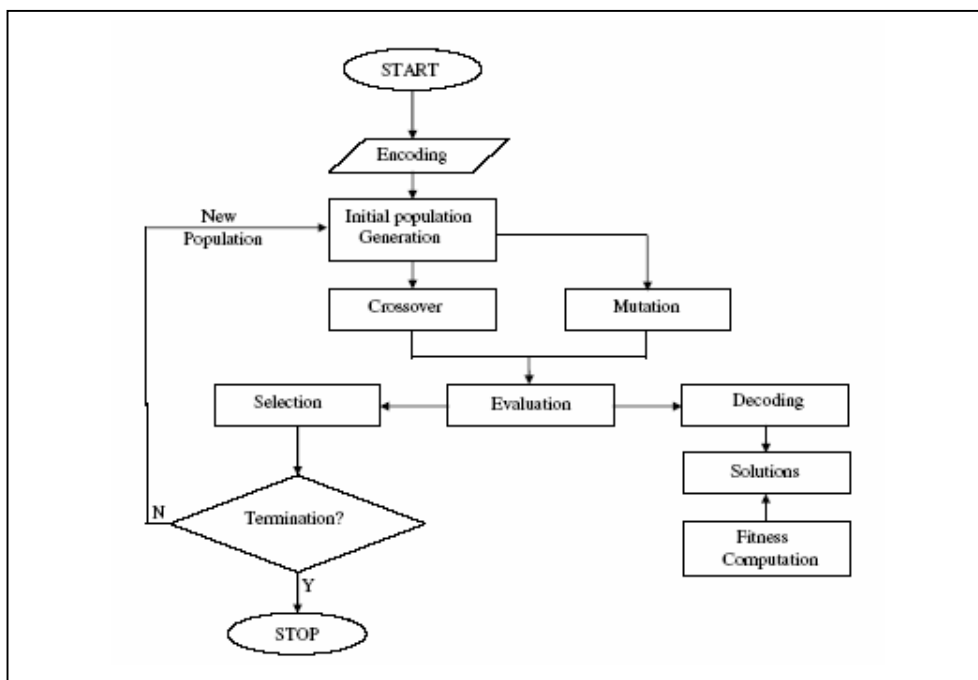 START
Encoding
New
Population
Initial population
Generation
Crossover
Mutation
Selection
Evaluation
Decoding
Solutions
Fitness
Computation
Termination?
N
Y
STOP